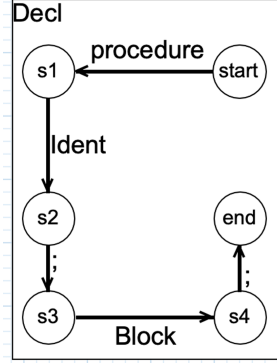 Decl
procedure
s1
start
Ident
s2
end
;
;
s3
s4
Block